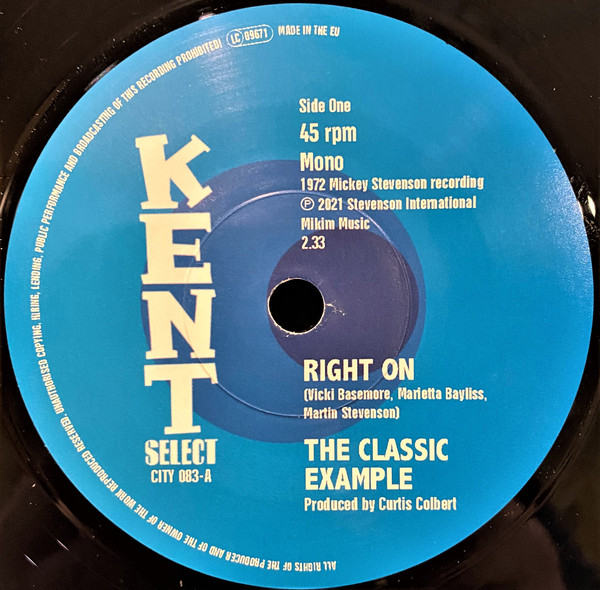 ALL RIGHTS OF THE PRODUCER AND OF THE OWNER OF THE WORK REPRODUCED RESERVED. UNAUTHORISED COPYING, HIRING, LENDING, PUBLIC PERFORMANCE AND BROADCASTING OF THIS RECORDING PROHIBITED! LC 09671 MADE IN THE EU
KENT
SELECT
CITY 083-A
Side One
45 rpm
Mono
1972 Mickey Stevenson recording
℗ 2021 Stevenson International
Mikim Music
2.33
RIGHT ON
(Vicki Basemore, Marietta Bayliss,
Martin Stevenson)
THE CLASSIC
EXAMPLE
Produced by Curtis Colbert